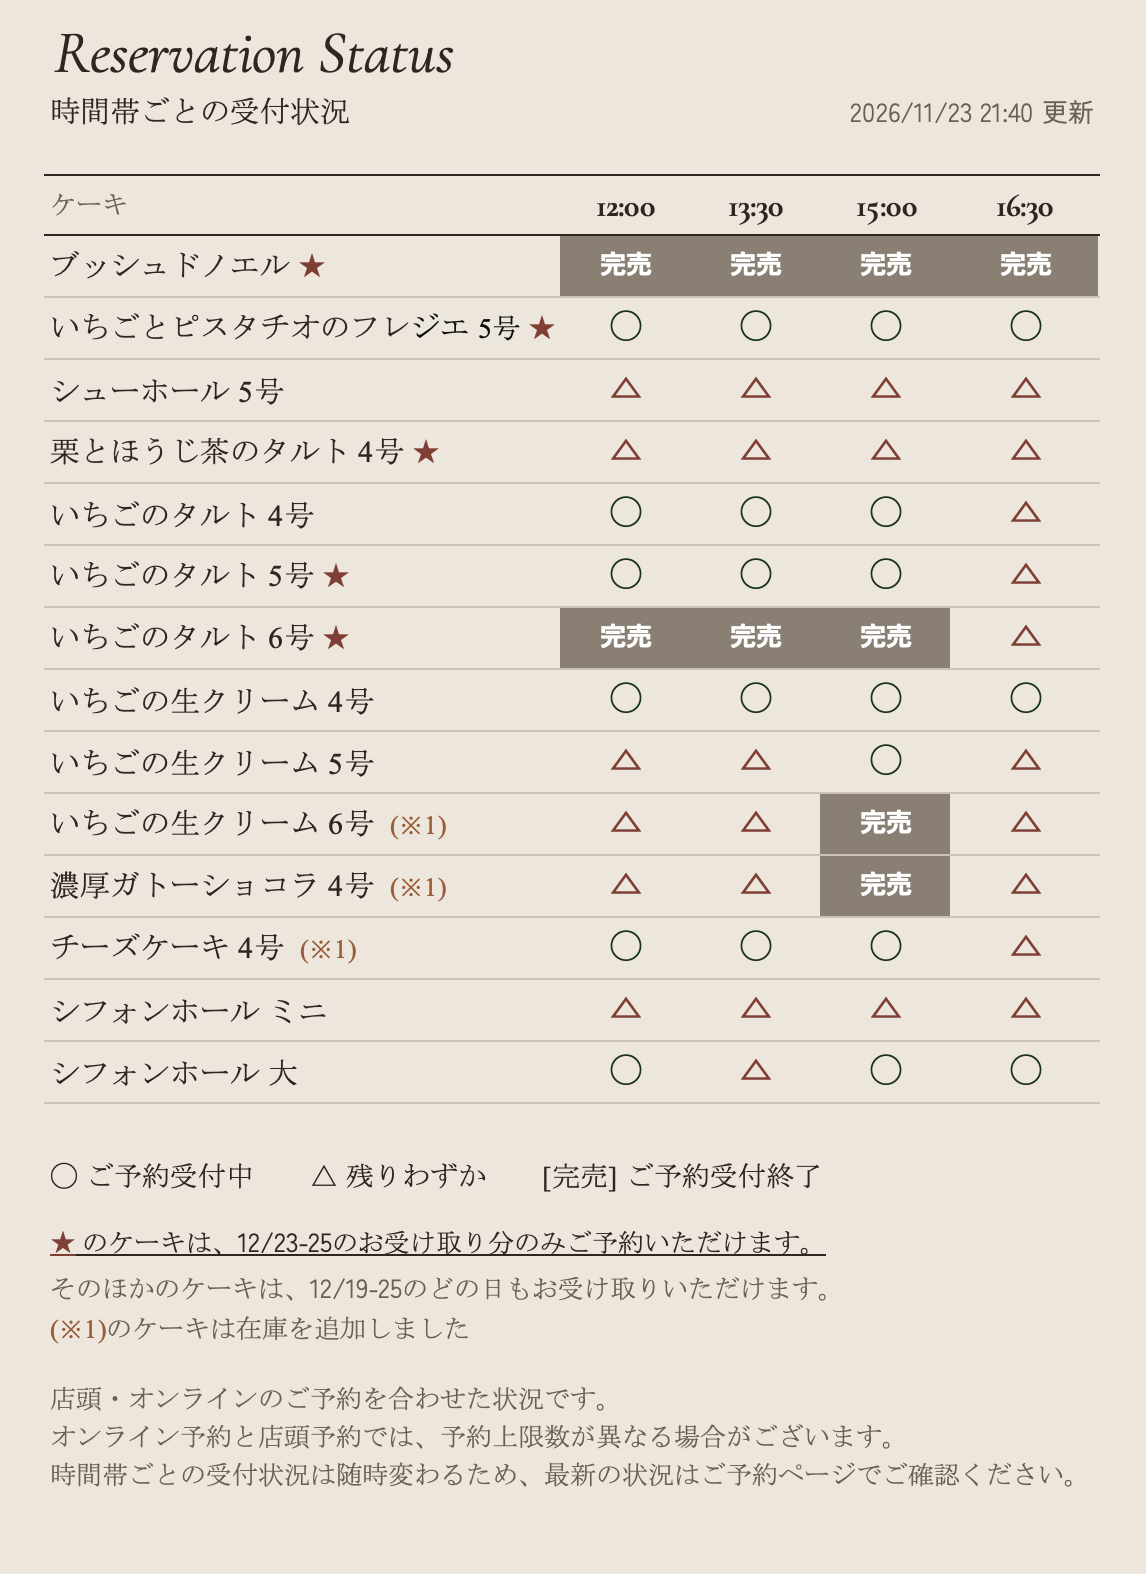 Reservation Status
時間帯ごとの受付状況
2026/11/23 21:40 更新
ケーキ 12:00 13:30 15:00 16:30
ブッシュドノエル ★ 完売 完売 完売 完売
いちごとピスタチオのフレジエ 5号 ★ ○ ○ ○ ○
シューホール 5号 △ △ △ △
栗とほうじ茶のタルト 4号 ★ △ △ △ △
いちごのタルト 4号 ○ ○ ○ △
いちごのタルト 5号 ★ ○ ○ ○ △
いちごのタルト 6号 ★ 完売 完売 完売 △
いちごの生クリーム 4号 ○ ○ ○ ○
いちごの生クリーム 5号 △ △ ○ △
いちごの生クリーム 6号 (※1) △ △ 完売 △
濃厚ガトーショコラ 4号 (※1) △ △ 完売 △
チーズケーキ 4号 (※1) ○ ○ ○ △
シフォンホール ミニ △ △ △ △
シフォンホール 大 ○ △ ○ ○
○ ご予約受付中 △ 残りわずか [完売] ご予約受付終了
★ のケーキは、12/23-25のお受け取り分のみご予約いただけます。
そのほかのケーキは、12/19-25のどの日もお受け取りいただけます。
(※1)のケーキは在庫を追加しました
店頭・オンラインのご予約を合わせた状況です。
オンライン予約と店頭予約では、予約上限数が異なる場合がございます。
時間帯ごとの受付状況は随時変わるため、最新の状況はご予約ページでご確認ください。